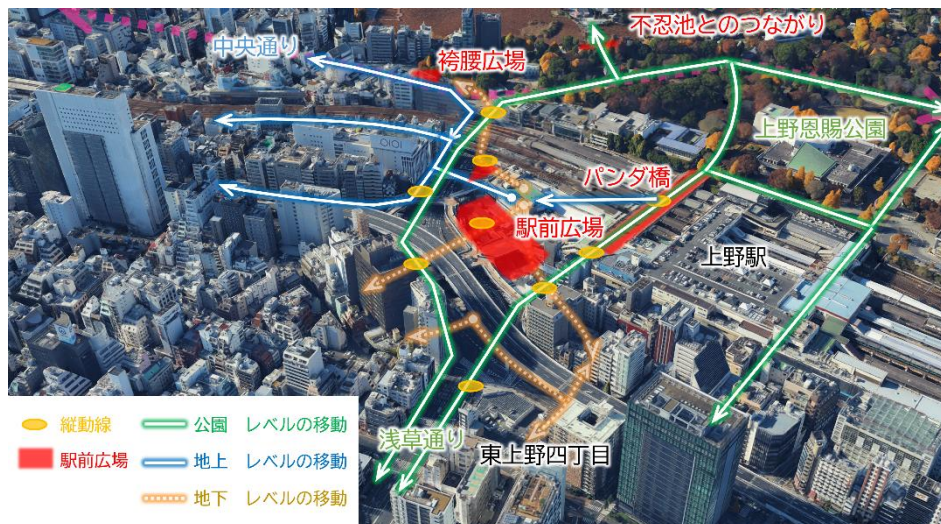 不忍池とのつながり
中央通り
袴腰広場
上野恩賜公園
OIOI
パンダ橋
駅前広場
上野駅
浅草通り
東上野四丁目
縦動線
公園 レベルの移動
駅前広場
地上 レベルの移動
地下 レベルの移動